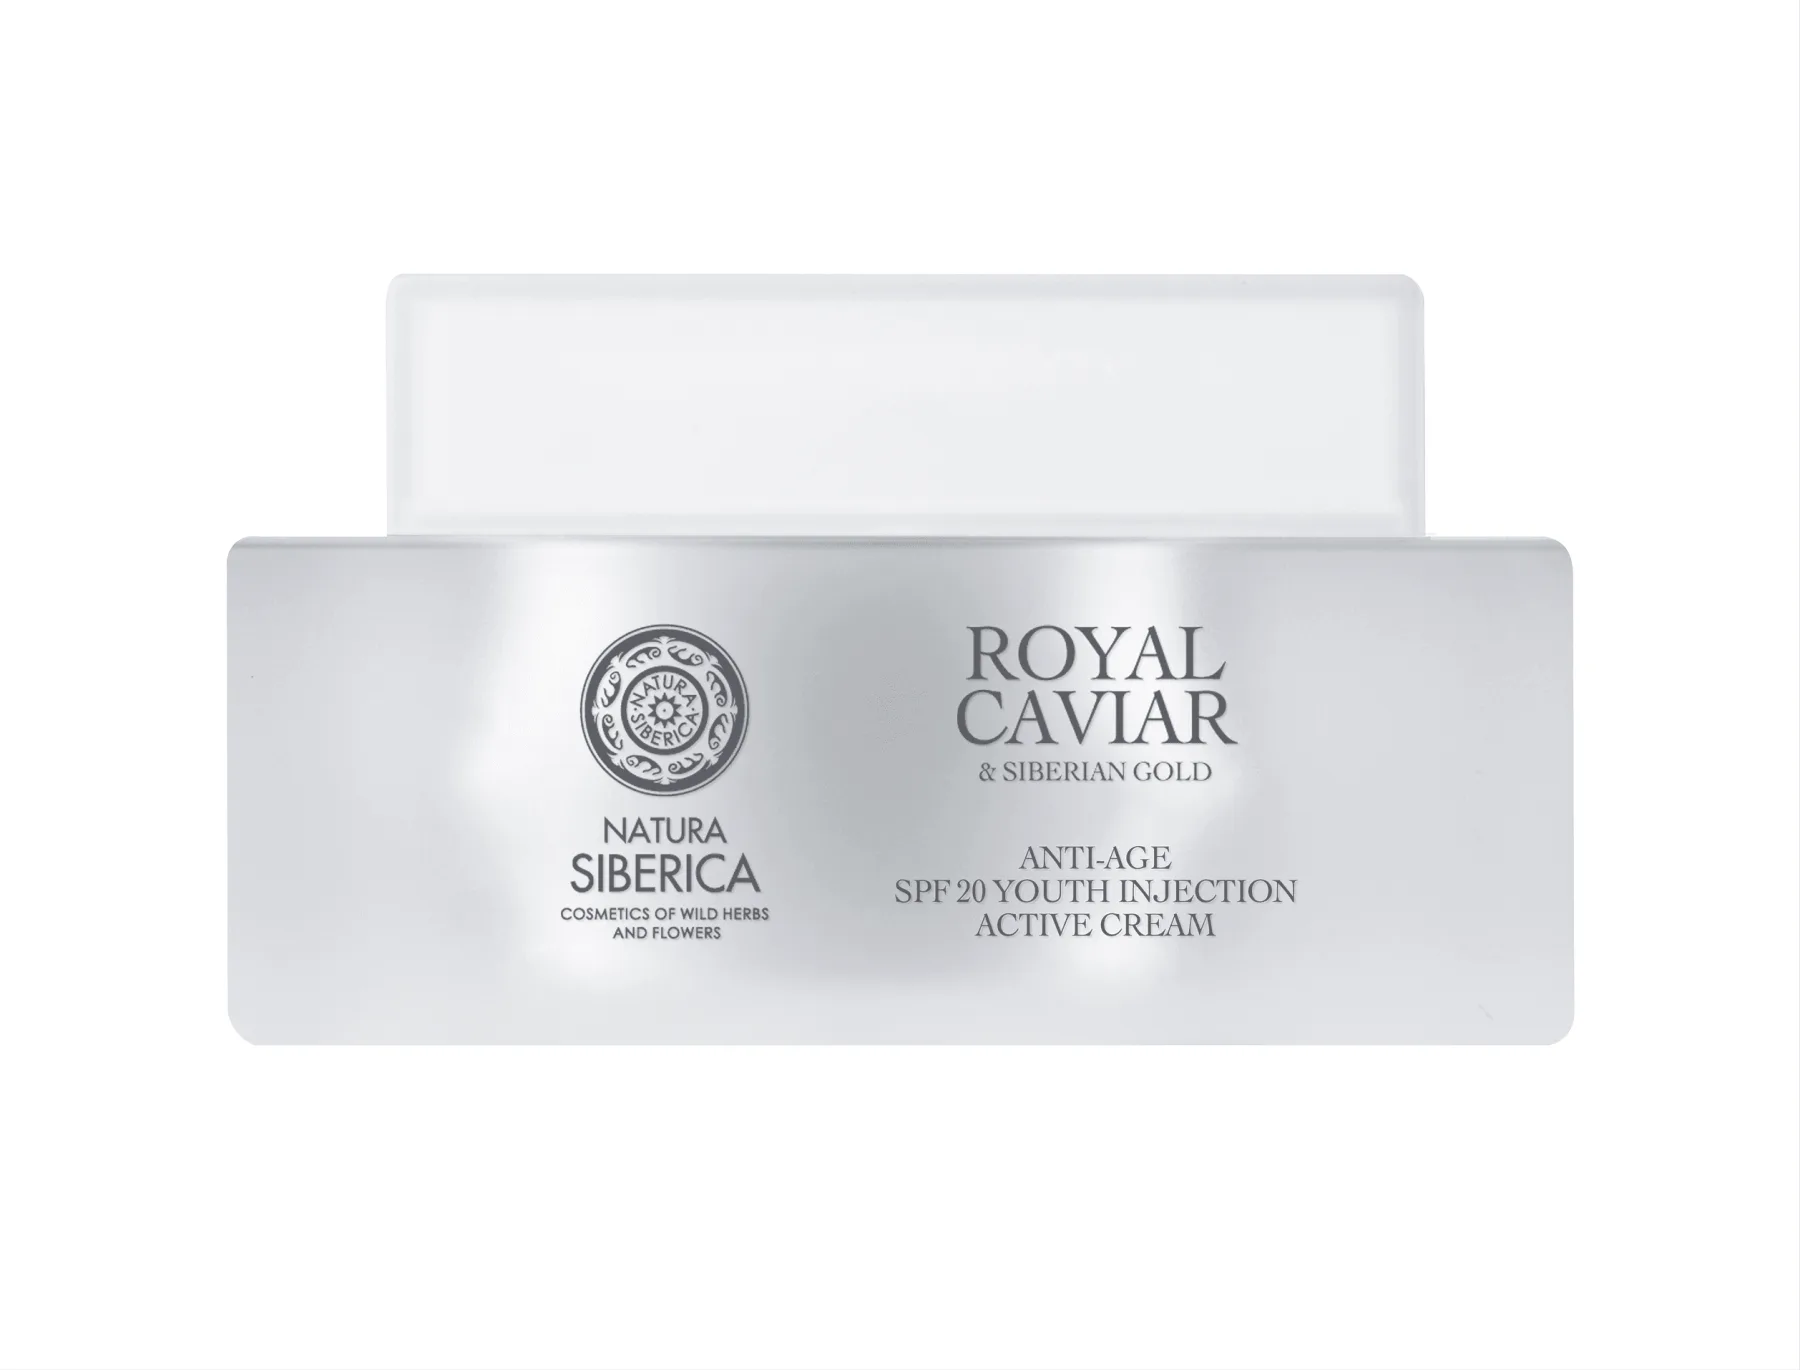 NATURA
SIBERICA
NATURA
SIBERICA
COSMETICS OF WILD HERBS
AND FLOWERS
ROYAL
CAVIAR
& SIBERIAN GOLD
ANTI-AGE
SPF 20 YOUTH INJECTION
ACTIVE CREAM